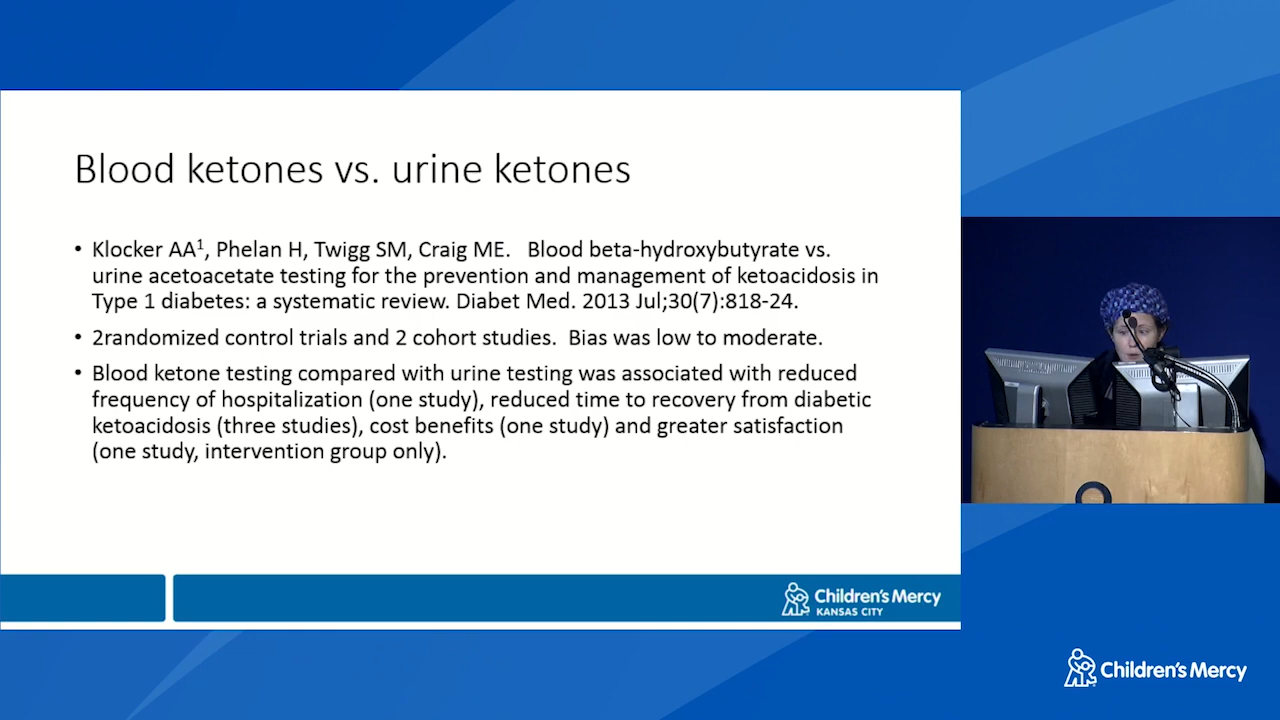 Blood ketones vs. urine ketones
• Klocker AA¹, Phelan H, Twigg SM, Craig ME.   Blood beta-hydroxybutyrate vs.
urine acetoacetate testing for the prevention and management of ketoacidosis in
Type 1 diabetes: a systematic review. Diabet Med. 2013 Jul;30(7):818-24.
• 2randomized control trials and 2 cohort studies.  Bias was low to moderate.
• Blood ketone testing compared with urine testing was associated with reduced
frequency of hospitalization (one study), reduced time to recovery from diabetic
ketoacidosis (three studies), cost benefits (one study) and greater satisfaction
(one study, intervention group only).
Children's Mercy
KANSAS CITY
Children's Mercy